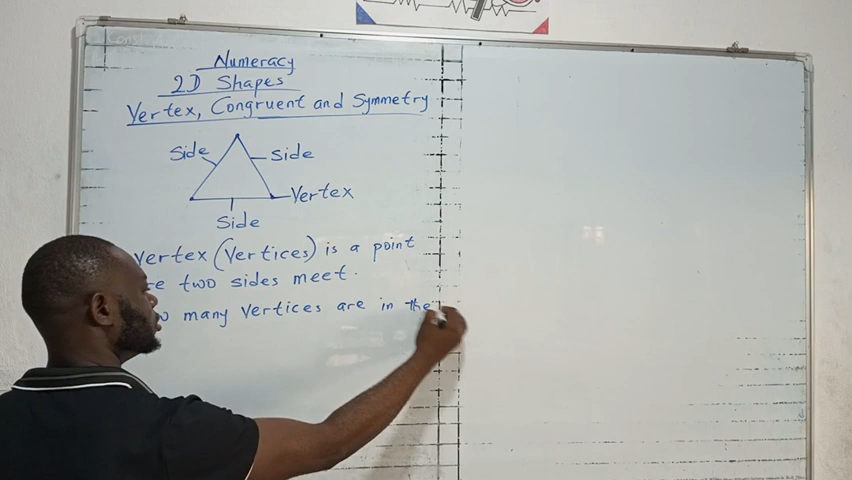 Numeracy
2D Shapes
Vertex, Congruent and Symmetry
Side
Side
Vertex
Side
Vertex (Vertices) is a point
two sides meet.
many Vertices are in the